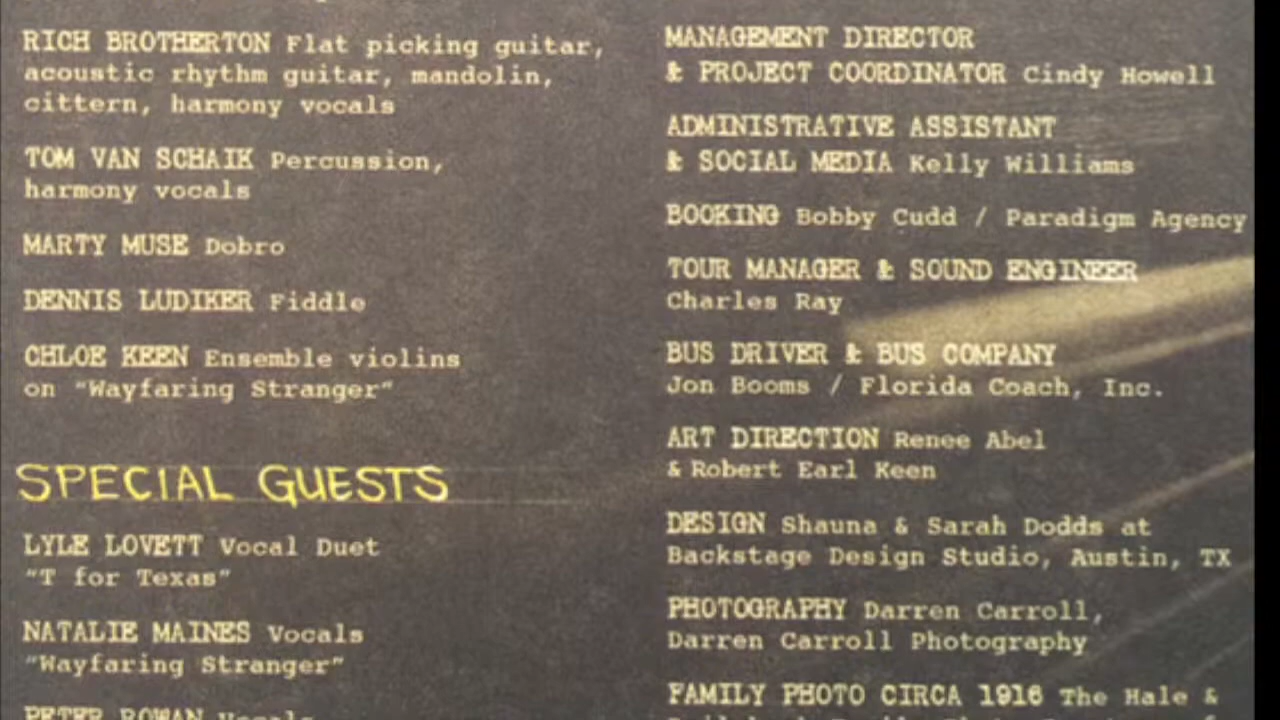 RICH BROTHERTON Flat picking guitar,
acoustic rhythm guitar, mandolin,
cittern, harmony vocals
TOM VAN SCHAIK Percussion,
harmony vocals
MARTY MUSE Dobro
DENNIS LUDIKER Fiddle
CHLOE KEEN Ensemble violins
on "Wayfaring Stranger"
SPECIAL GUESTS
LYLE LOVETT Vocal Duet
"T for Texas"
NATALIE MAINES Vocals
"Wayfaring Stranger"
PETER ROWAN Vocals
MANAGEMENT DIRECTOR
& PROJECT COORDINATOR Cindy Howell
ADMINISTRATIVE ASSISTANT
& SOCIAL MEDIA Kelly Williams
BOOKING Bobby Cudd / Paradigm Agency
TOUR MANAGER & SOUND ENGINEER
Charles Ray
BUS DRIVER & BUS COMPANY
Jon Booms / Florida Coach, Inc.
ART DIRECTION Renee Abel
& Robert Earl Keen
DESIGN Shauna & Sarah Dodds at
Backstage Design Studio, Austin, TX
PHOTOGRAPHY Darren Carroll,
Darren Carroll Photography
FAMILY PHOTO CIRCA 1916 The Hale &